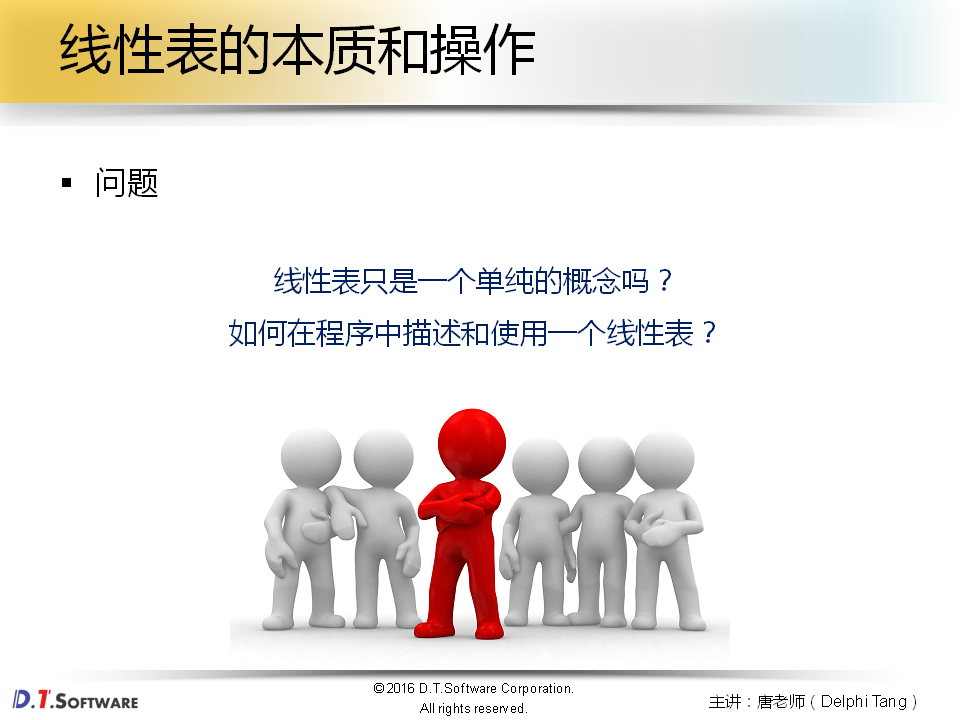 线性表的本质和操作
▪ 问题
线性表只是一个单纯的概念吗？
如何在程序中描述和使用一个线性表？
D.T.SOFTWARE
©2016 D.T.Software Corporation.
All rights reserved.
主讲：唐老师（Delphi Tang）